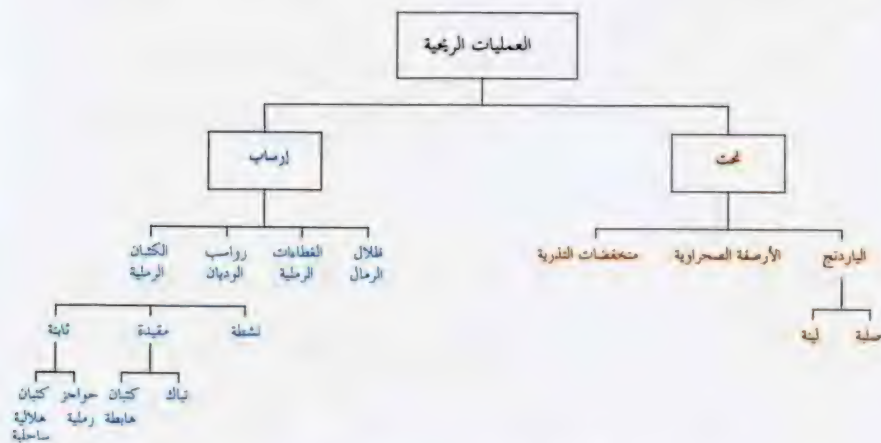 العمليات الريحية
نحت
إرساب
الياردنج
الأرصفة الصحراوية
منخفضات التذرية
ظلال
الرمال
الغطاءات
الرملية
رواسب
الوديان
الكثبان
الرملية
صلبة
لينة
نشطة
مقيدة
ثابتة
نباك
كثبان
هابطة
حواجز
رملية
كثبان
هلالية
ساحلية